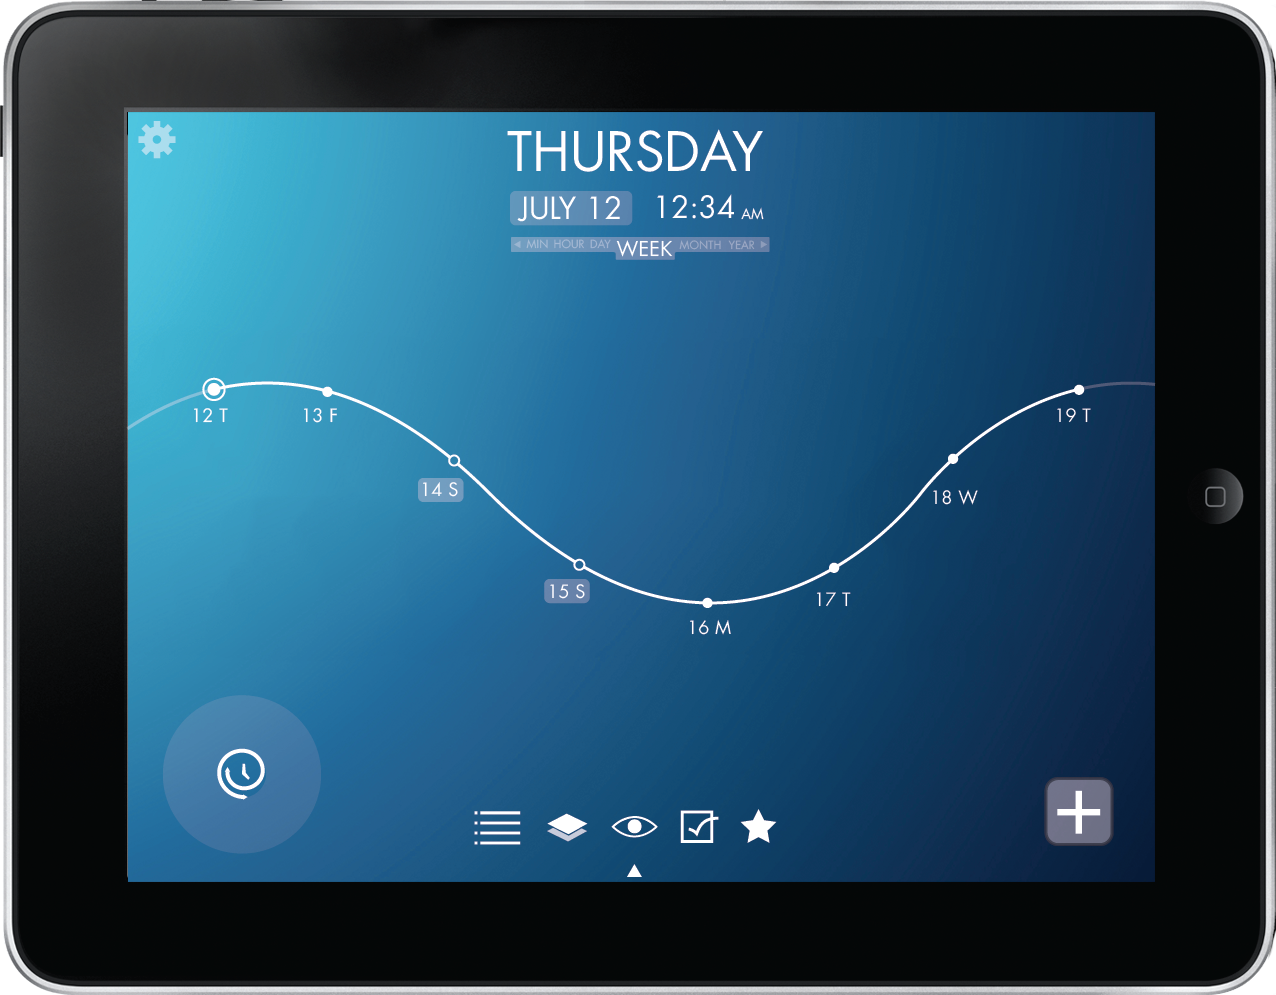 THURSDAY
JULY 12 12:34 AM
MIN HOUR DAY WEEK MONTH YEAR
12 T
13 F
14 S
15 S
16 M
17 T
18 W
19 T